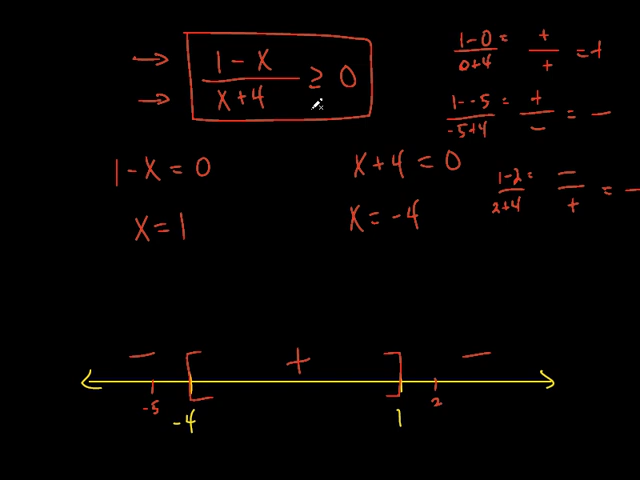 (1 - x)/(x + 4) ≥ 0
1 - x = 0
x = 1
x + 4 = 0
x = -4
(1-0)/(0+4) = +/+ = +
(1--5)/(-5+4) = +/- = -
(1-2)/(2+4) = -/+ = -
- [ + ] -
-5 -4 1 2